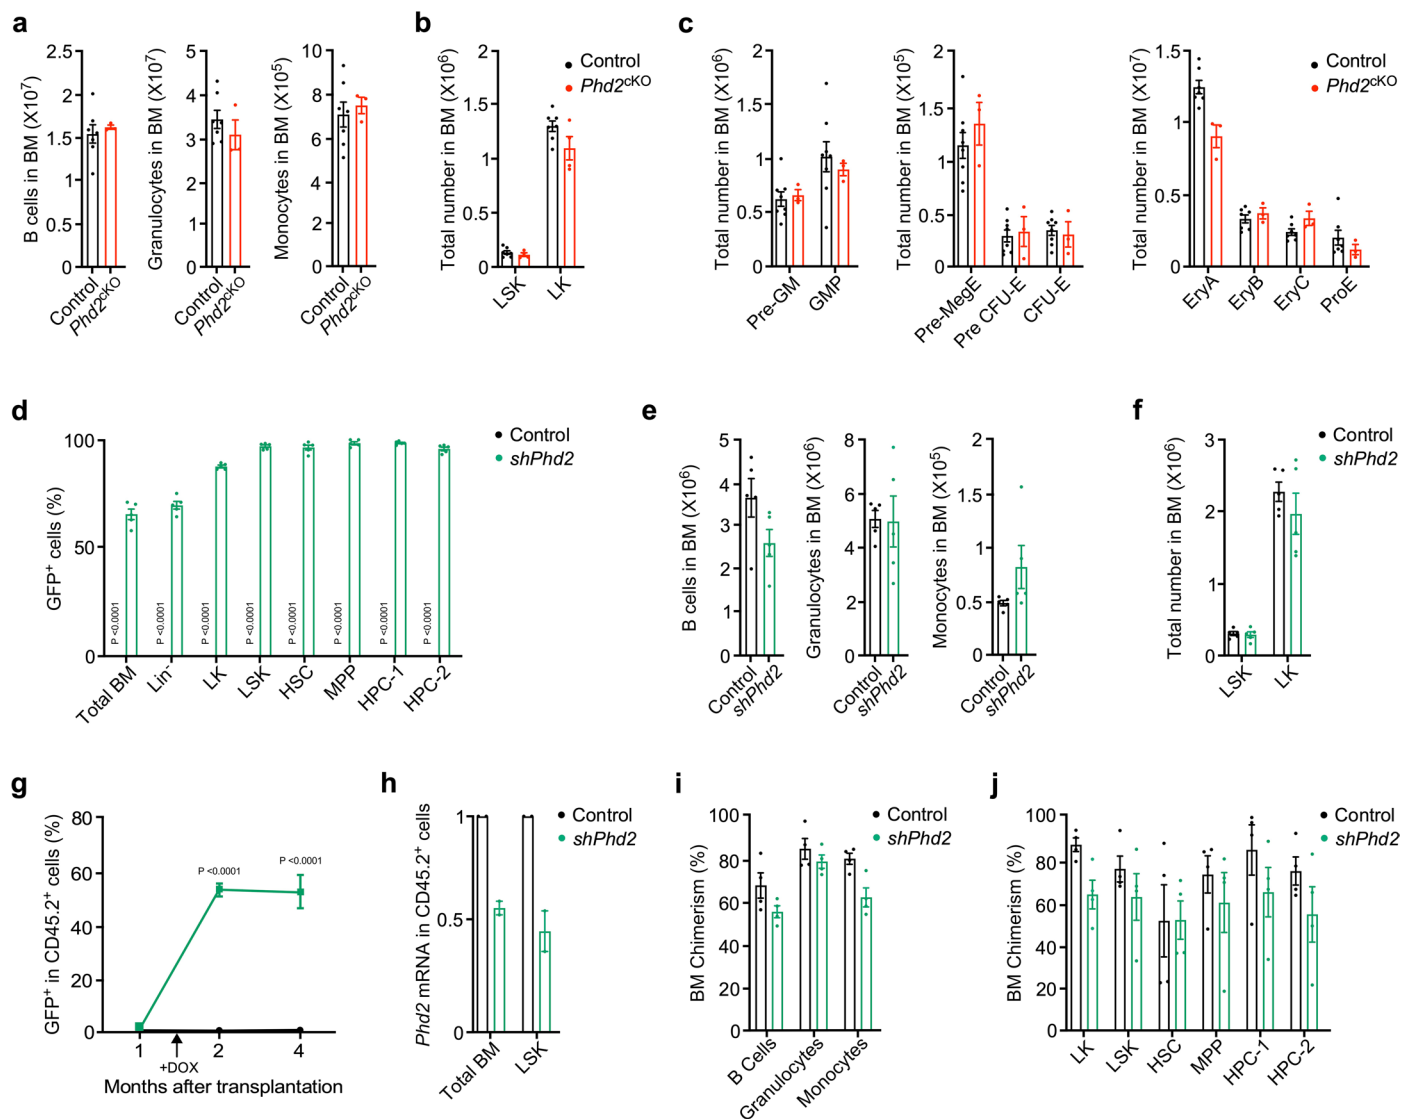 a
B cells in BM (X10⁷)
2.5
2
1.5
1
0.5
0
Control
Phd2cKO
Granulocytes in BM (X10⁷)
5
4
3
2
1
0
Control
Phd2cKO
Monocytes in BM (X10⁵)
10
8
6
4
2
0
Control
Phd2cKO
b
Total number in BM (X10⁶)
2
1.5
1
0.5
0
LSK
LK
Control
Phd2cKO
c
Total number in BM (X10⁶)
2
1.5
1
0.5
0
Pre-GM
GMP
Total number in BM (X10⁵)
2
1.5
1
0.5
0
Pre-MegE
Pre CFU-E
CFU-E
Total number in BM (X10⁷)
1.5
1
0.5
0
EryA
EryB
EryC
ProE
Control
Phd2cKO
d
GFP⁺ cells (%)
100
50
0
P <0.0001
P <0.0001
P <0.0001
P <0.0001
P <0.0001
P <0.0001
P <0.0001
P <0.0001
Total BM
Lin⁻
LK
LSK
HSC
MPP
HPC-1
HPC-2
Control
shPhd2
e
B cells in BM (X10⁶)
5
4
3
2
1
0
Control
shPhd2
Granulocytes in BM (X10⁶)
8
6
4
2
0
Control
shPhd2
Monocytes in BM (X10⁵)
2
1.5
1
0.5
0
Control
shPhd2
f
Total number in BM (X10⁶)
3
2
1
0
LSK
LK
Control
shPhd2
g
GFP⁺ in CD45.2⁺ cells (%)
80
60
40
20
0
P <0.0001
P <0.0001
1
2
4
+DOX
Months after transplantation
h
Phd2 mRNA in CD45.2⁺ cells
1
0.5
0
Total BM
LSK
Control
shPhd2
i
BM Chimerism (%)
100
80
60
40
20
0
B Cells
Granulocytes
Monocytes
Control
shPhd2
j
BM Chimerism (%)
100
80
60
40
20
0
LK
LSK
HSC
MPP
HPC-1
HPC-2
Control
shPhd2